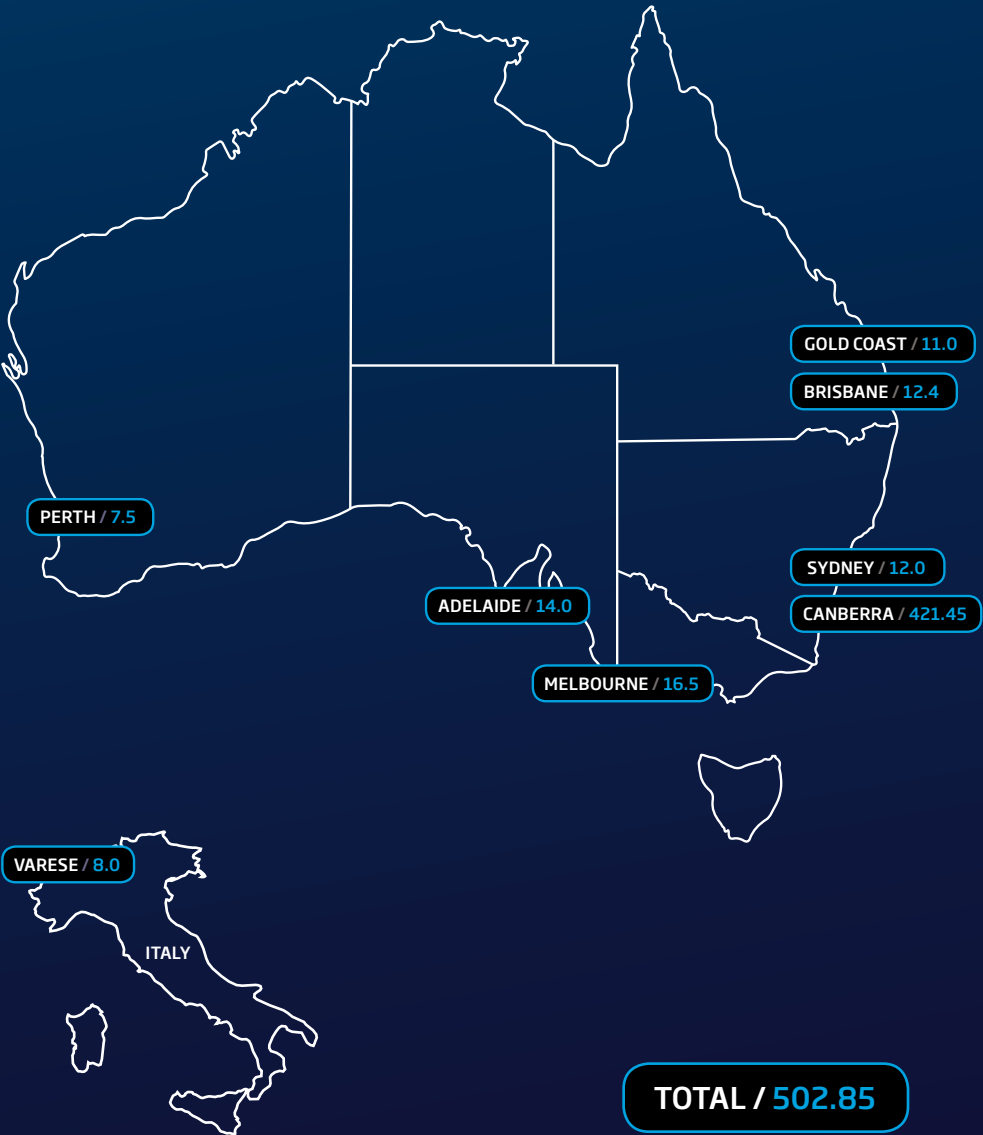 GOLD COAST / 11.0
BRISBANE / 12.4
PERTH / 7.5
SYDNEY / 12.0
ADELAIDE / 14.0
CANBERRA / 421.45
MELBOURNE / 16.5
VARESE / 8.0
ITALY
TOTAL / 502.85